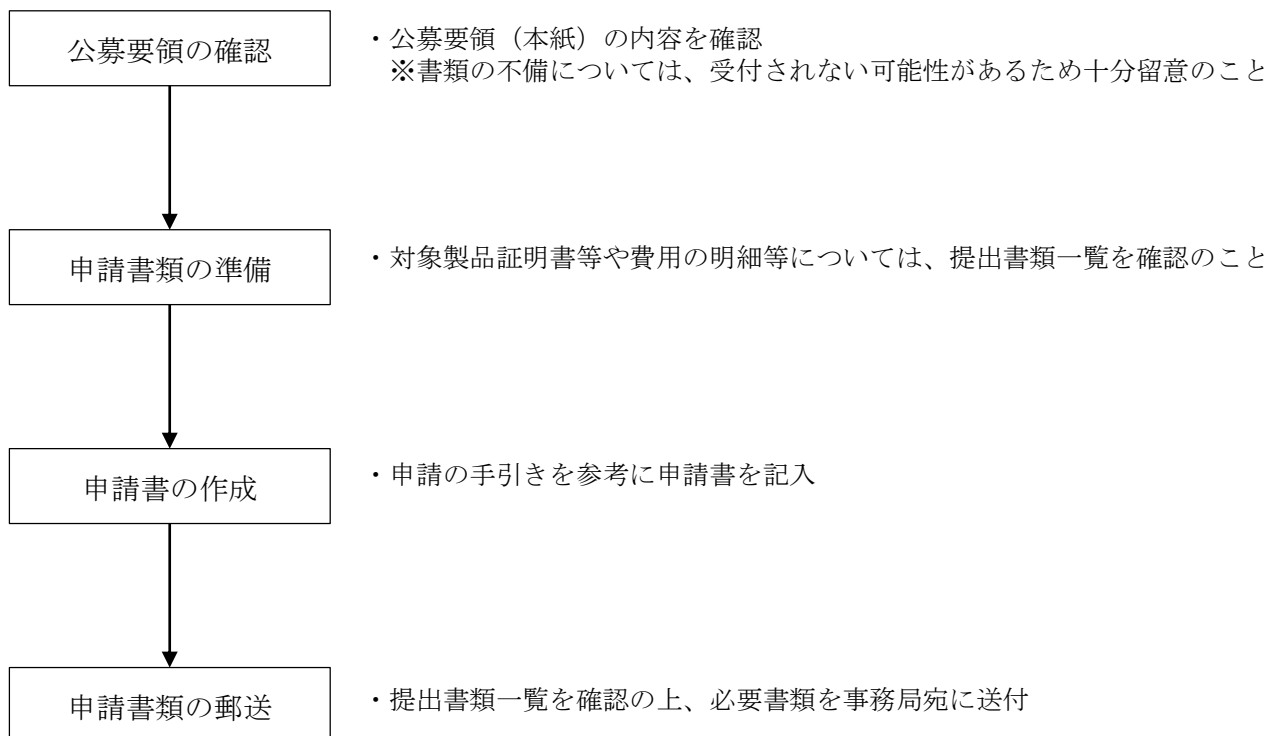 公募要領の確認
・公募要領（本紙）の内容を確認
※書類の不備については、受付されない可能性があるため十分留意のこと
申請書類の準備
・対象製品証明書等や費用の明細等については、提出書類一覧を確認のこと
申請書の作成
・申請の手引きを参考に申請書を記入
申請書類の郵送
・提出書類一覧を確認の上、必要書類を事務局宛に送付